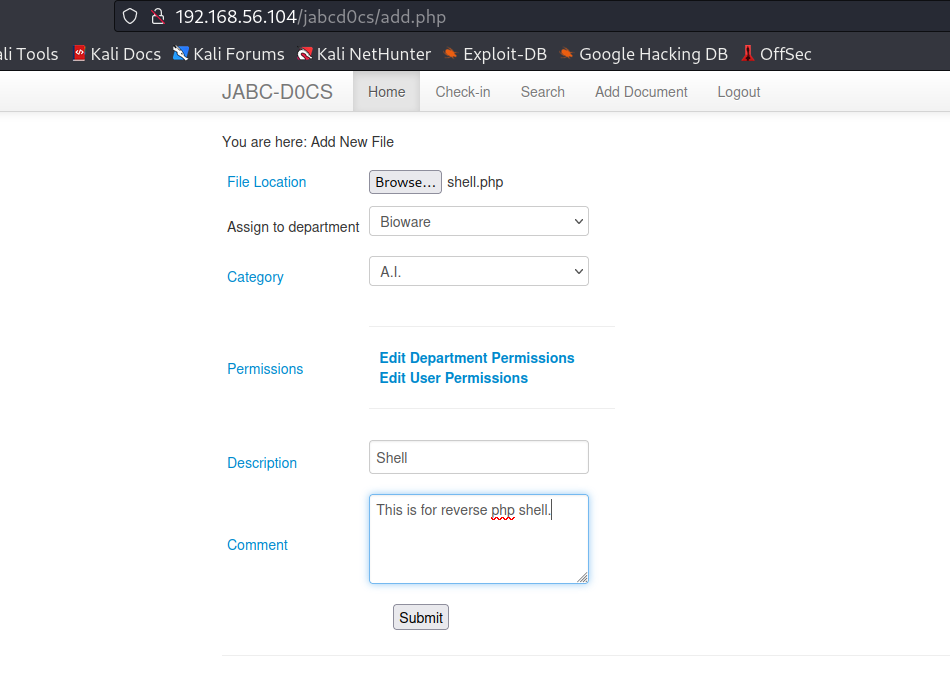 192.168.56.104/jabcd0cs/add.php
ali Tools Kali Docs Kali Forums Kali NetHunter Exploit-DB Google Hacking DB OffSec
JABC-D0CS Home Check-in Search Add Document Logout
You are here: Add New File
File Location Browse... shell.php
Assign to department Bioware
Category A.I.
Edit Department Permissions
Permissions
Edit User Permissions
Description Shell
This is for reverse php shell.
Comment
Submit